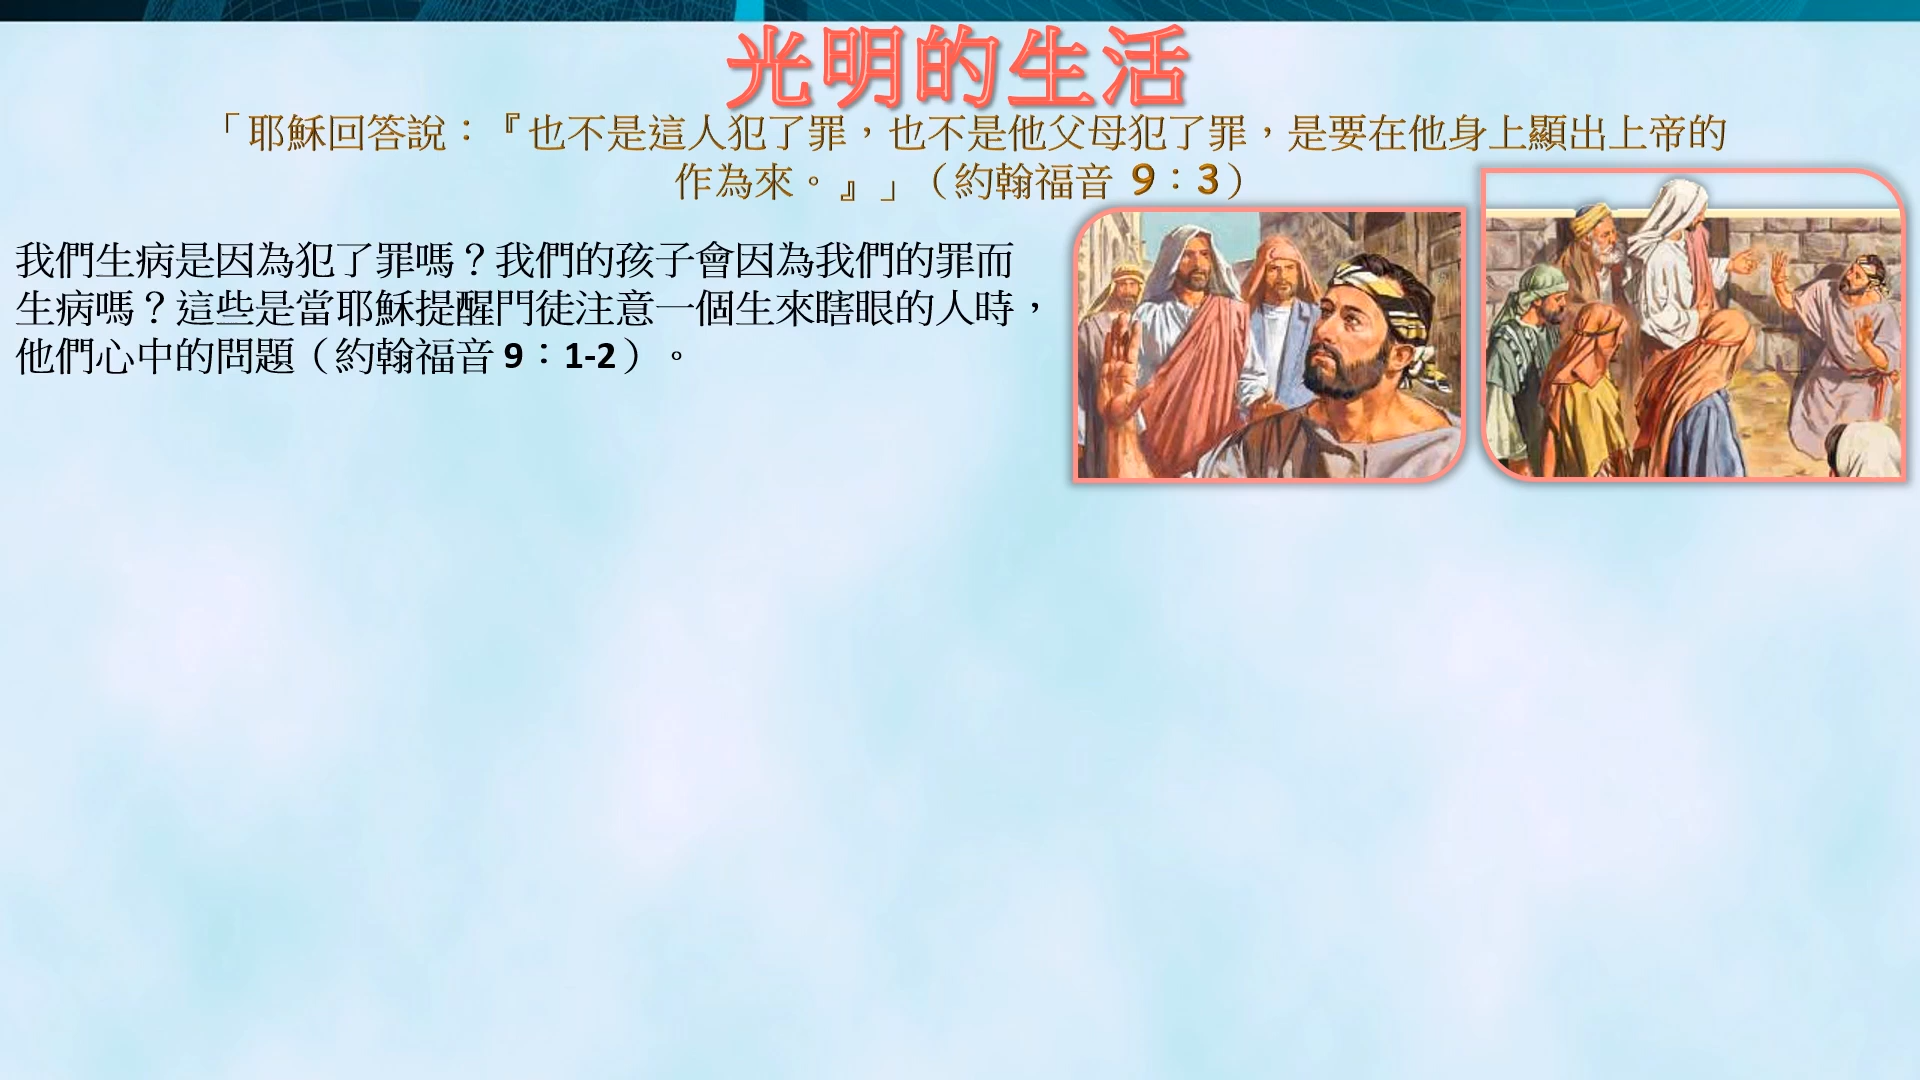 光明的生活
「耶穌回答說：『也不是這人犯了罪，也不是他父母犯了罪，是要在他身上顯出上帝的
作為來。』」（約翰福音 9：3）
我們生病是因為犯了罪嗎？我們的孩子會因為我們的罪而
生病嗎？這些是當耶穌提醒門徒注意一個生來瞎眼的人時，
他們心中的問題（約翰福音 9：1-2）。